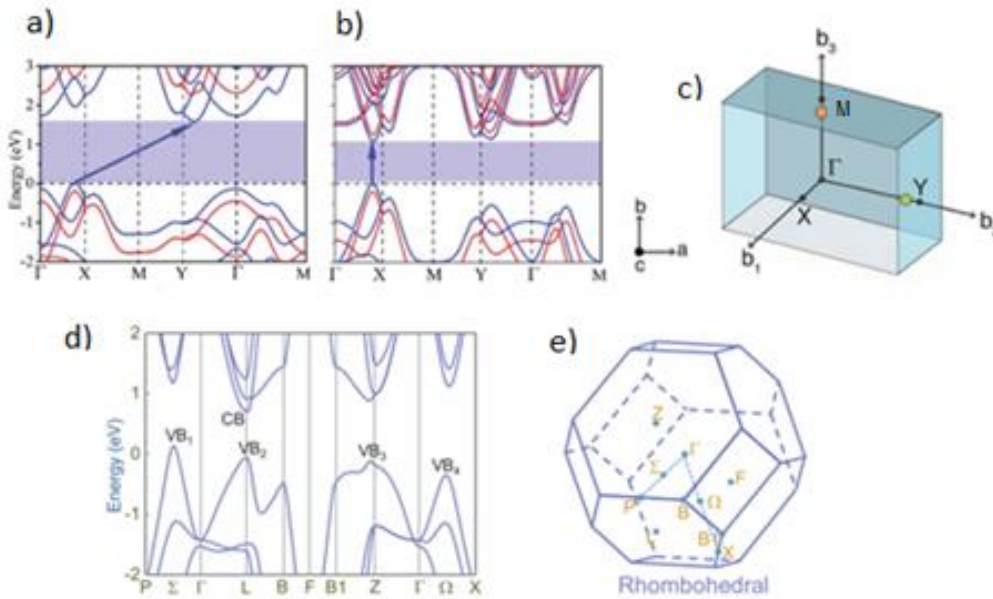 a)
b)
c)
3
2
1
0
-1
-2
Energy (eV)
Γ X M Y Γ M
Γ X M Y Γ M
b
a
c
b₃
M
Γ
Y
X
b₁
b
d)
e)
2
1
0
-1
-2
Energy (eV)
VB₁
CB
VB₂
VB₃
VB₄
P Σ Γ L B F B1 Z Γ Ω X
Z
Γ
Σ
F
P
B
Ω
B1
X
Rhombohedral